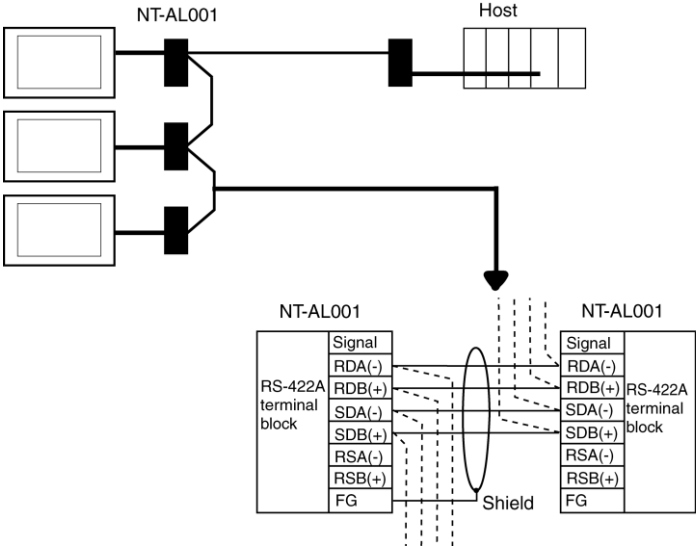 NT-AL001
Host
NT-AL001
NT-AL001
Signal
RDA(-)
RDB(+)
SDA(-)
SDB(+)
RSA(-)
RSB(+)
FG
RS-422A
terminal
block
Shield
Signal
RDA(-)
RDB(+)
SDA(-)
SDB(+)
RSA(-)
RSB(+)
FG
RS-422A
terminal
block